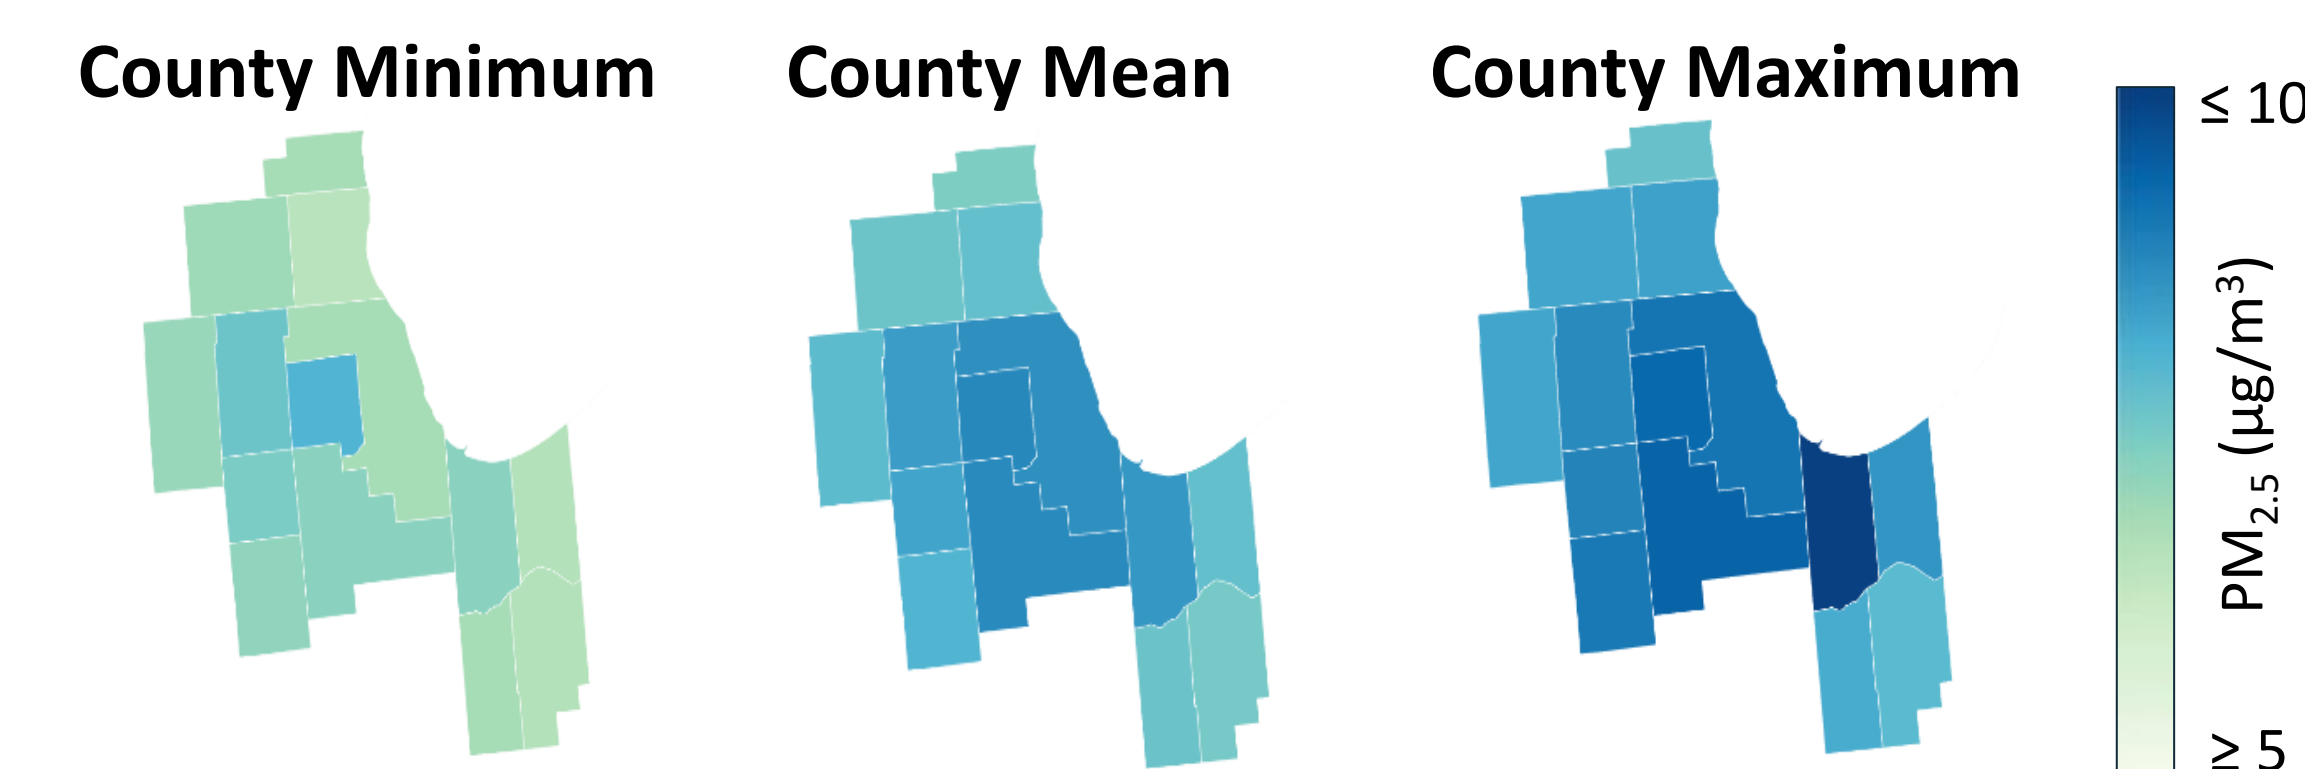 County Minimum
County Mean
County Maximum
≤ 10
PM2.5 (µg/m³)
≥ 5